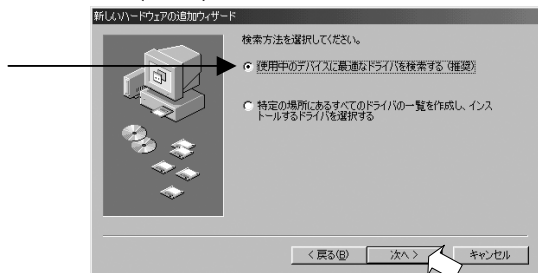 新しいハードウェアの追加ウィザード
検索方法を選択してください。
使用中のデバイスに最適なドライバを検索する（推奨）
特定の場所にあるすべてのドライバの一覧を作成し、インス
トールするドライバを選択する
< 戻る(B)
次へ >
キャンセル